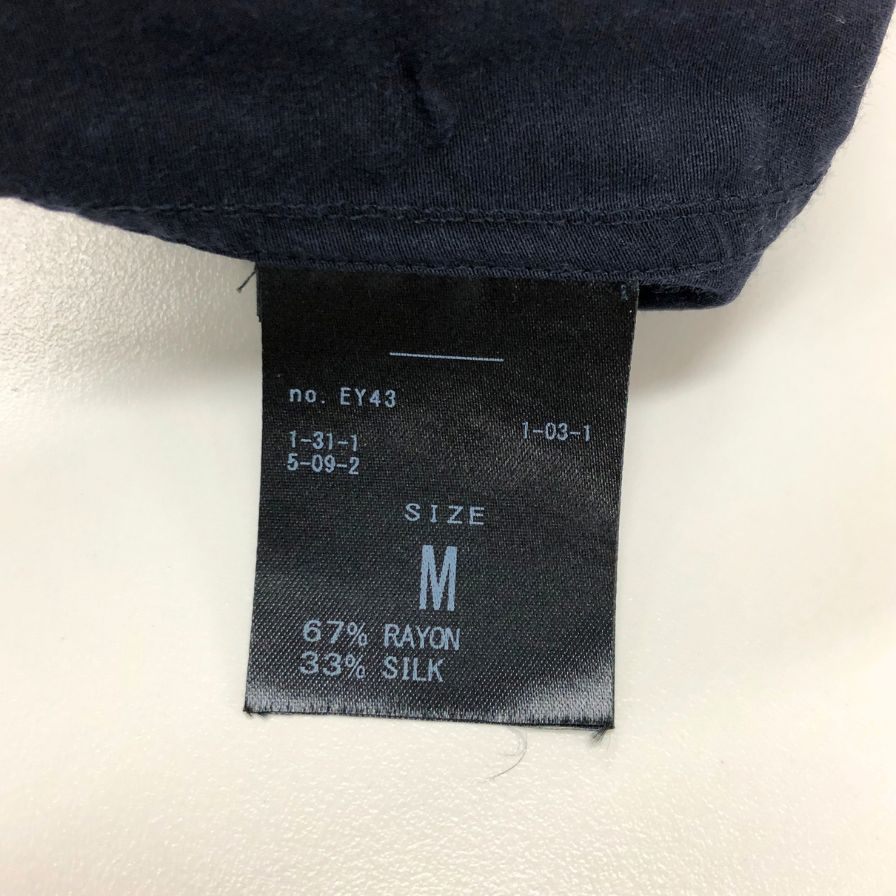 no. EY43
1-31-1 1-03-1
5-09-2
SIZE
M
67% RAYON
33% SILK